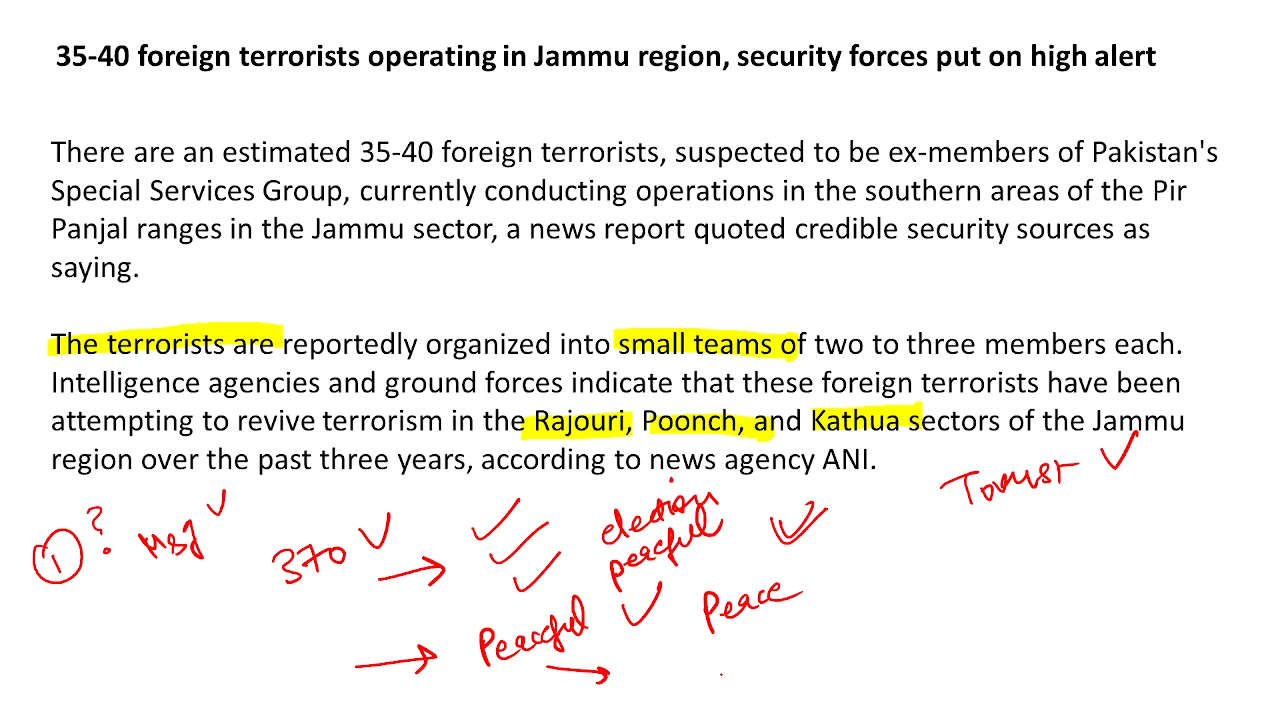 35-40 foreign terrorists operating in Jammu region, security forces put on high alert
There are an estimated 35-40 foreign terrorists, suspected to be ex-members of Pakistan's
Special Services Group, currently conducting operations in the southern areas of the Pir
Panjal ranges in the Jammu sector, a news report quoted credible security sources as
saying.
The terrorists are reportedly organized into small teams of two to three members each.
Intelligence agencies and ground forces indicate that these foreign terrorists have been
attempting to revive terrorism in the Rajouri, Poonch, and Kathua sectors of the Jammu
region over the past three years, according to news agency ANI.
Tourist ✓
① ? Msg ✓
370 ✓
election
peaceful
Peaceful ✓
Peace